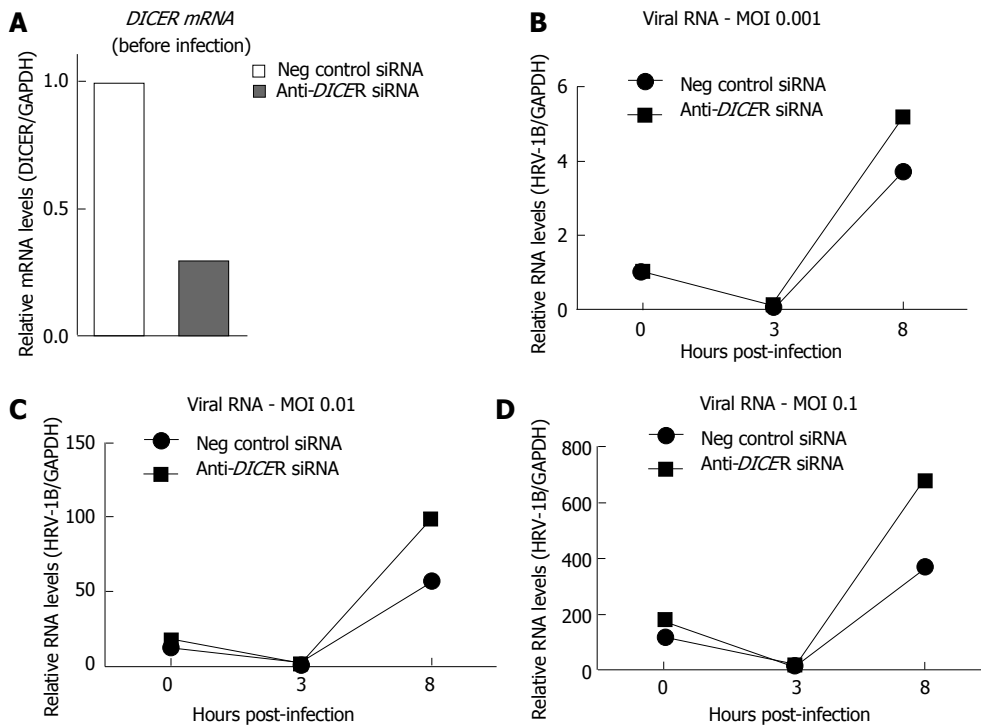 A
DICER mRNA
(before infection)
Relative mRNA levels (DICER/GAPDH)
1.0
0.5
0.0
Neg control siRNA
Anti-DICER siRNA
B
Viral RNA - MOI 0.001
Relative RNA levels (HRV-1B/GAPDH)
6
4
2
0
Neg control siRNA
Anti-DICER siRNA
0 3 8
Hours post-infection
C
Viral RNA - MOI 0.01
Relative RNA levels (HRV-1B/GAPDH)
150
100
50
0
Neg control siRNA
Anti-DICER siRNA
0 3 8
Hours post-infection
D
Viral RNA - MOI 0.1
Relative RNA levels (HRV-1B/GAPDH)
800
600
400
200
0
Neg control siRNA
Anti-DICER siRNA
0 3 8
Hours post-infection